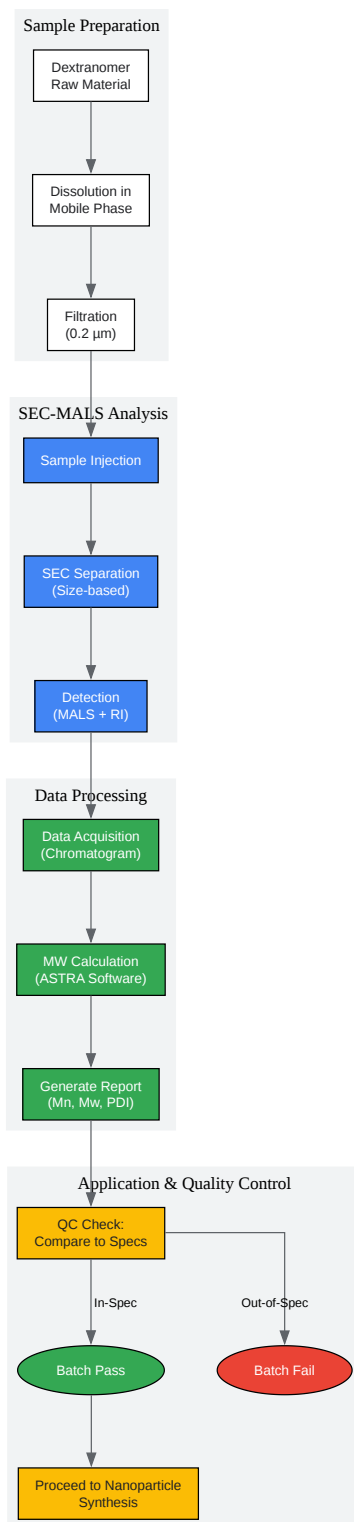 Sample Preparation
Dextranomer
Raw Material
Dissolution in
Mobile Phase
Filtration
(0.2 µm)
SEC-MALS Analysis
Sample Injection
SEC Separation
(Size-based)
Detection
(MALS + RI)
Data Processing
Data Acquisition
(Chromatogram)
MW Calculation
(ASTRA Software)
Generate Report
(Mn, Mw, PDI)
Application & Quality Control
QC Check:
Compare to Specs
In-Spec
Out-of-Spec
Batch Pass
Batch Fail
Proceed to Nanoparticle
Synthesis